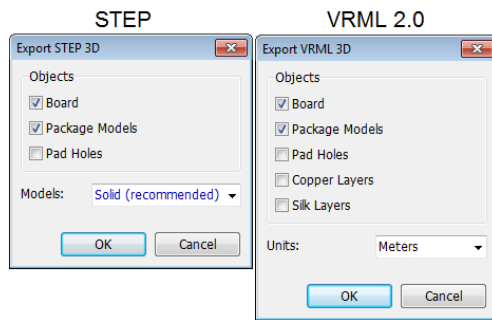 STEP
Export STEP 3D
Objects
Board
Package Models
Pad Holes
Models: Solid (recommended)
OK Cancel
VRML 2.0
Export VRML 3D
Objects
Board
Package Models
Pad Holes
Copper Layers
Silk Layers
Units: Meters
OK Cancel